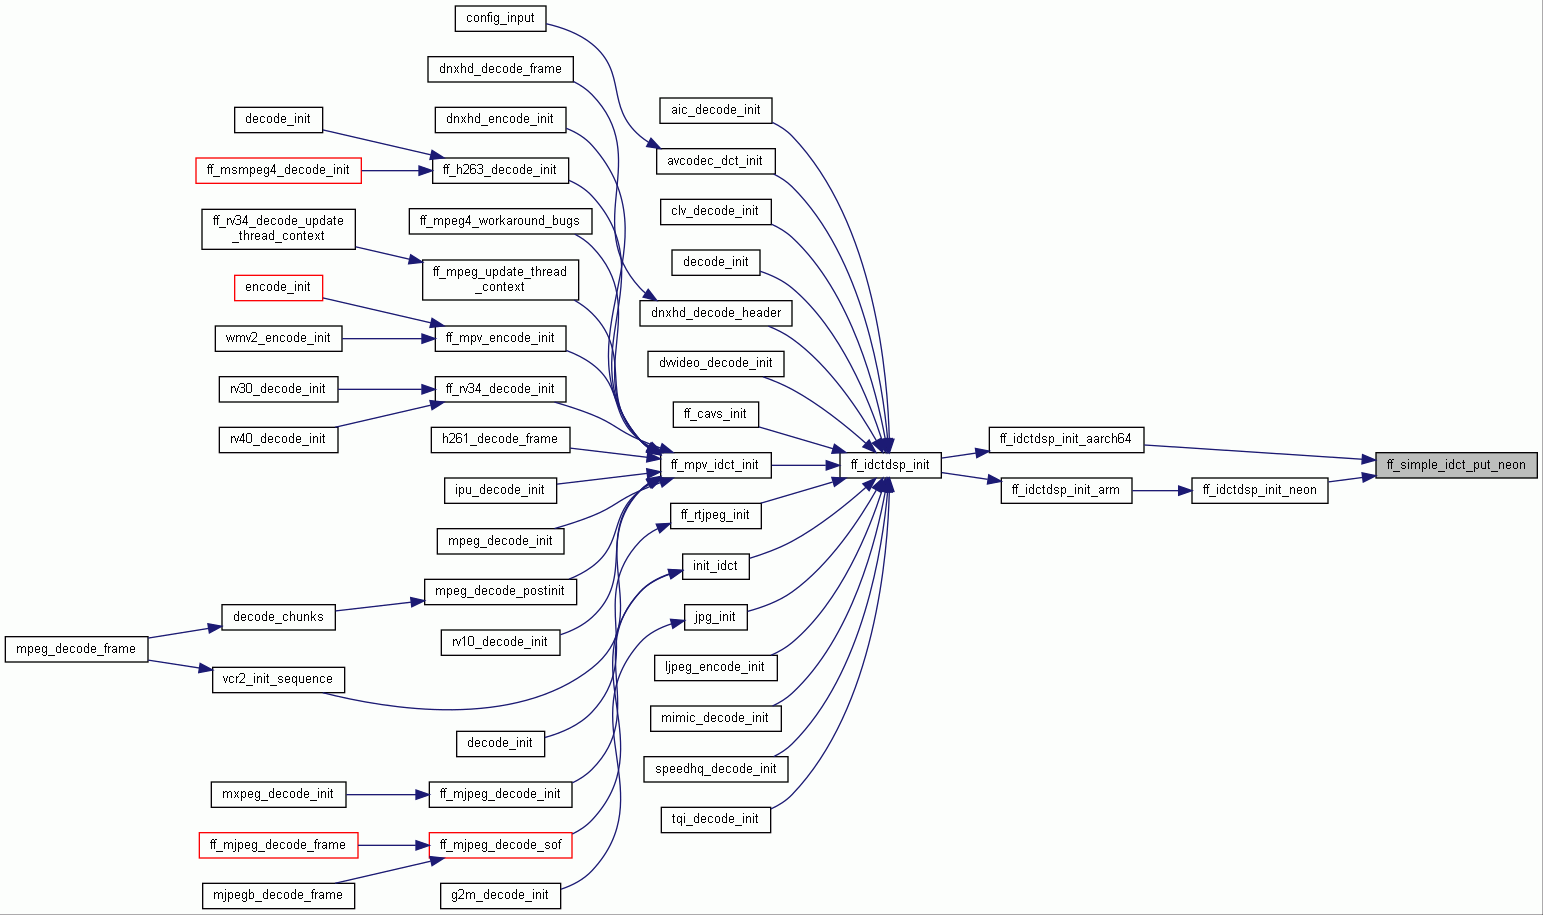 config_input
dnxhd_decode_frame
aic_decode_init
decode_init
dnxhd_encode_init
avcodec_dct_init
ff_msmpeg4_decode_init
ff_h263_decode_init
clv_decode_init
ff_rv34_decode_update
_thread_context
ff_mpeg4_workaround_bugs
decode_init
ff_mpeg_update_thread
_context
encode_init
dnxhd_decode_header
wmv2_encode_init
ff_mpv_encode_init
dvvideo_decode_init
rv30_decode_init
ff_rv34_decode_init
ff_cavs_init
rv40_decode_init
h261_decode_frame
ff_idctdsp_init_aarch64
ff_mpv_idct_init
ff_idctdsp_init
ff_simple_idct_put_neon
ipu_decode_init
ff_idctdsp_init_arm
ff_idctdsp_init_neon
ff_rtjpeg_init
mpeg_decode_init
init_idct
mpeg_decode_postinit
decode_chunks
jpg_init
mpeg_decode_frame
rv10_decode_init
ljpeg_encode_init
vcr2_init_sequence
mimic_decode_init
decode_init
speedhq_decode_init
mxpeg_decode_init
ff_mjpeg_decode_init
tqi_decode_init
ff_mjpeg_decode_frame
ff_mjpeg_decode_sof
mjpegb_decode_frame
g2m_decode_init